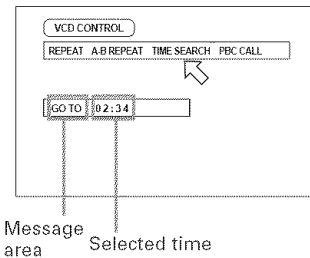 VCD CONTROL
REPEAT A-B REPEAT TIME SEARCH PBC CALL
GO TO 02:34
Message area
Selected time